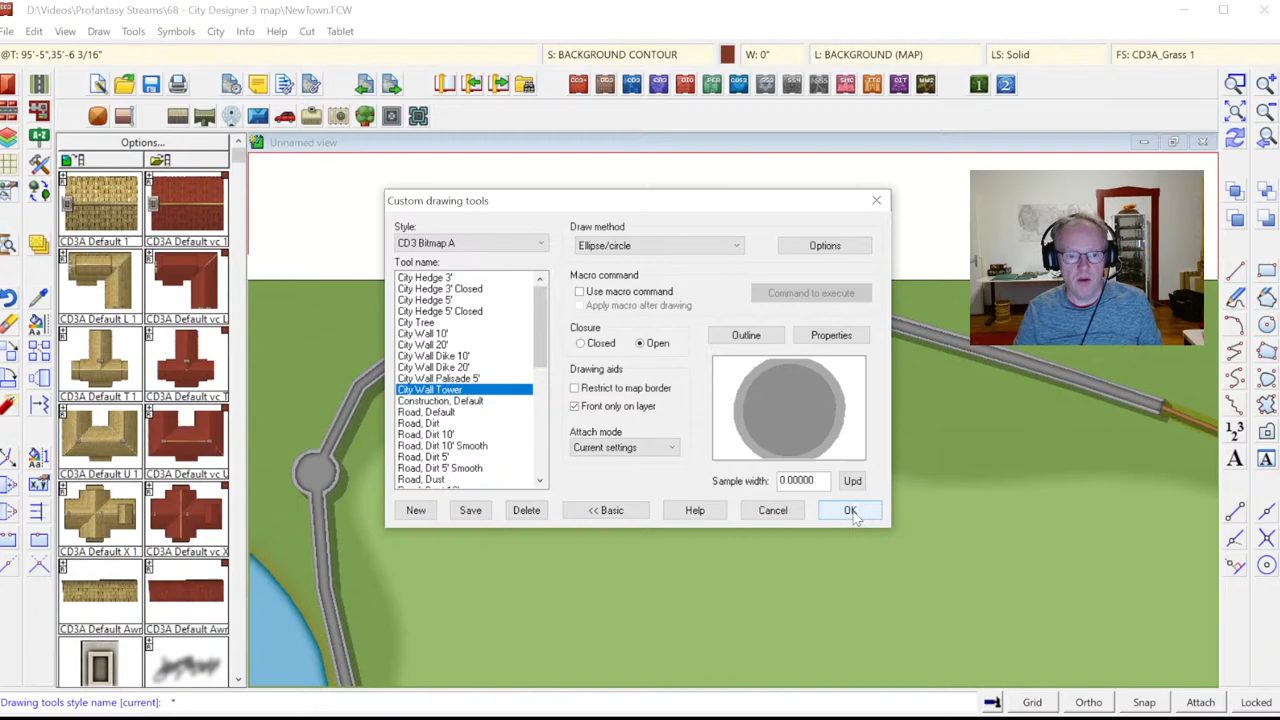 D:\Videos\Profantasy Streams\68 - City Designer 3 map\NewTown.FCW
File Edit View Draw Tools Symbols City Info Help Cut Tablet
@T: 95'-5",35'-6 3/16" S: BACKGROUND CONTOUR W: 0" L: BACKGROUND (MAP) LS: Solid FS: CD3A_Grass 1
Options...
Unnamed view
CD3A Default 1 CD3A Default vc 1
CD3A Default L 1 CD3A Default vc L
CD3A Default T 1 CD3A Default vc T
CD3A Default U 1 CD3A Default vc U
CD3A Default X 1 CD3A Default vc X
CD3A Default Awr CD3A Default Awr
Custom drawing tools
Style:
CD3 Bitmap A
Tool name:
City Hedge 3'
City Hedge 3' Closed
City Hedge 5'
City Hedge 5' Closed
City Tree
City Wall 10'
City Wall 20'
City Wall Dike 10'
City Wall Dike 20'
City Wall Palisade 5'
City Wall Tower
Construction, Default
Road, Default
Road, Dirt
Road, Dirt 10'
Road, Dirt 10' Smooth
Road, Dirt 5'
Road, Dirt 5' Smooth
Road, Dust
Draw method
Ellipse/circle Options
Macro command
Use macro command Command to execute
Apply macro after drawing
Closure Outline Properties
Closed Open
Drawing aids
Restrict to map border
Front only on layer
Attach mode
Current settings
Sample width: 0.00000 Upd
New Save Delete << Basic Help Cancel OK
Drawing tools style name [current]: *
Grid Ortho Snap Attach Locked